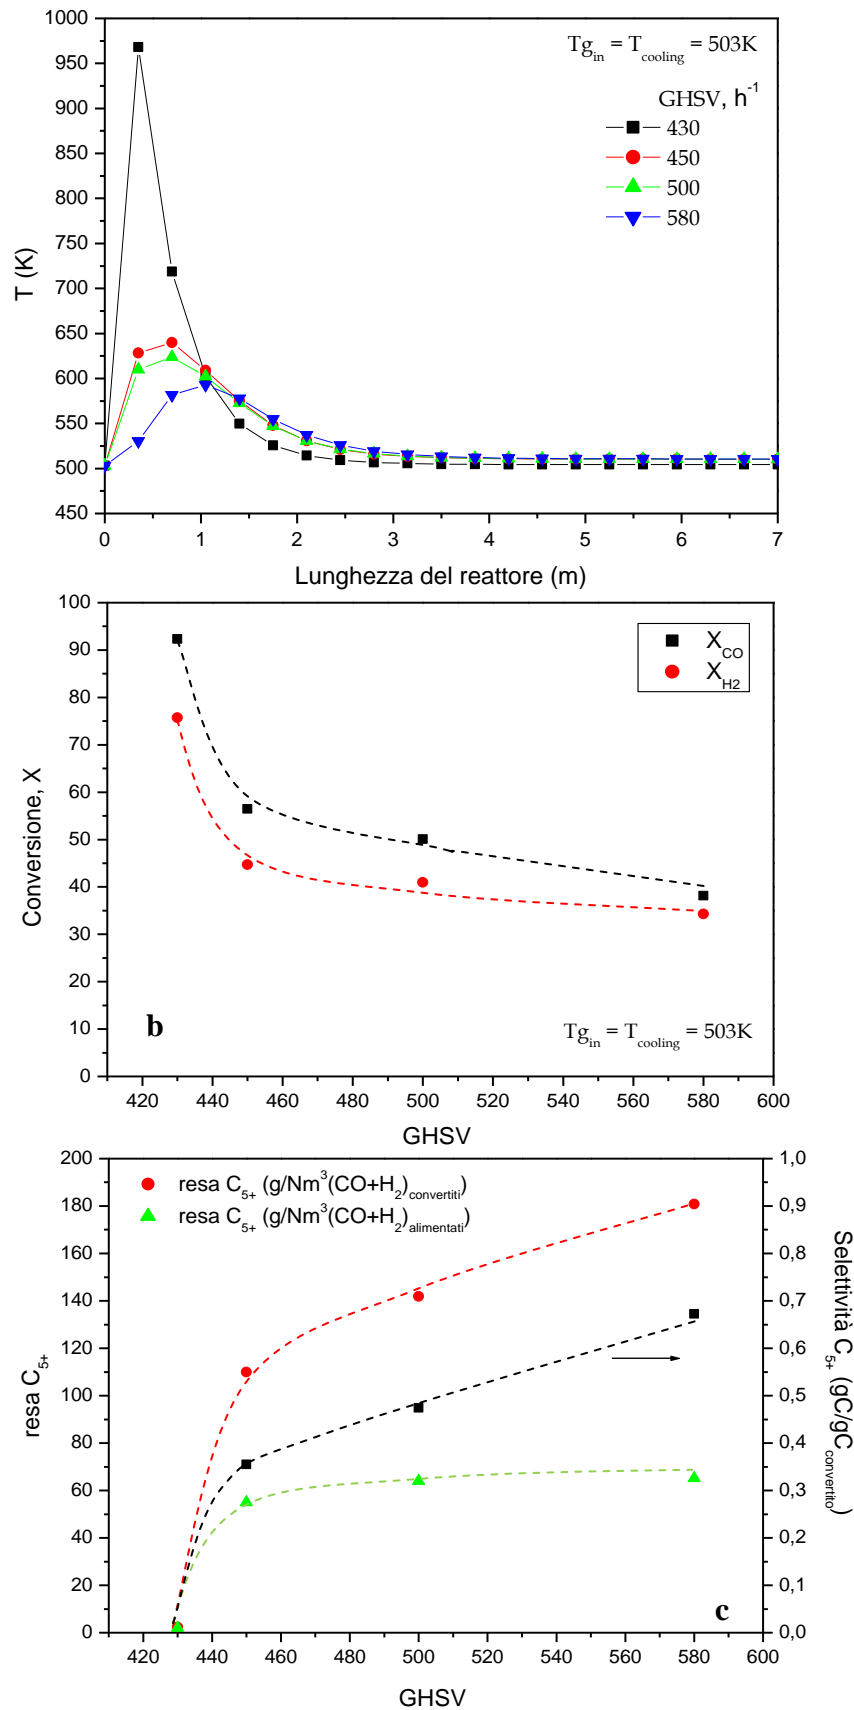 1000
950
900
850
800
750
700
650
600
550
500
450
T (K)
Tg_in = T_cooling = 503K
GHSV, h^-1
430
450
500
580
0 1 2 3 4 5 6 7
Lunghezza del reattore (m)
100
90
80
70
60
50
40
30
20
10
0
Conversione, X
X_CO
X_H2
b
Tg_in = T_cooling = 503K
420 440 460 480 500 520 540 560 580 600
GHSV
200
180
160
140
120
100
80
60
40
20
0
resa C_5+
resa C_5+ (g/Nm^3(CO+H_2)_convertiti)
resa C_5+ (g/Nm^3(CO+H_2)_alimentati)
c
1,0
0,9
0,8
0,7
0,6
0,5
0,4
0,3
0,2
0,1
0,0
Selettività C_5+ (gC/gC_convertito)
420 440 460 480 500 520 540 560 580 600
GHSV